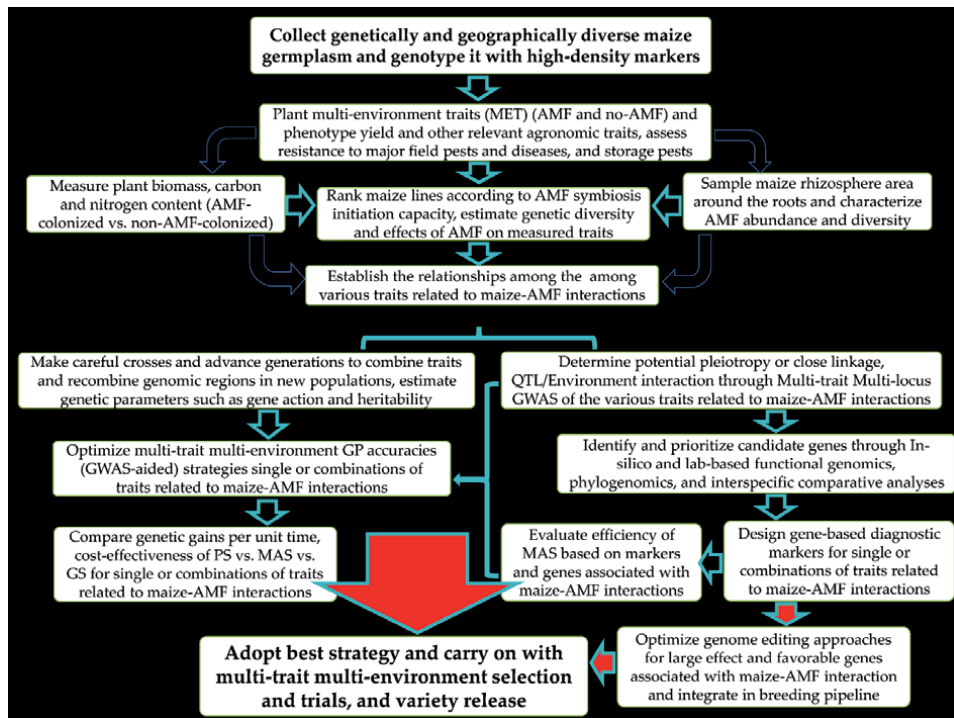 Collect genetically and geographically diverse maize
germplasm and genotype it with high-density markers
Plant multi-environment traits (MET) (AMF and no-AMF) and
phenotype yield and other relevant agronomic traits, assess
resistance to major field pests and diseases, and storage pests
Measure plant biomass, carbon
and nitrogen content (AMF-
colonized vs. non-AMF-colonized)
Rank maize lines according to AMF symbiosis
initiation capacity, estimate genetic diversity
and effects of AMF on measured traits
Sample maize rhizosphere area
around the roots and characterize
AMF abundance and diversity
Establish the relationships among the among
various traits related to maize-AMF interactions
Make careful crosses and advance generations to combine traits
and recombine genomic regions in new populations, estimate
genetic parameters such as gene action and heritability
Determine potential pleiotropy or close linkage,
QTL/Environment interaction through Multi-trait Multi-locus
GWAS of the various traits related to maize-AMF interactions
Optimize multi-trait multi-environment GP accuracies
(GWAS-aided) strategies single or combinations of
traits related to maize-AMF interactions
Identify and prioritize candidate genes through In-
silico and lab-based functional genomics,
phylogenomics, and interspecific comparative analyses
Compare genetic gains per unit time,
cost-effectiveness of PS vs. MAS vs.
GS for single or combinations of traits
related to maize-AMF interactions
Evaluate efficiency of
MAS based on markers
and genes associated with
maize-AMF interactions
Design gene-based diagnostic
markers for single or
combinations of traits related
to maize-AMF interactions
Adopt best strategy and carry on with
multi-trait multi-environment selection
and trials, and variety release
Optimize genome editing approaches
for large effect and favorable genes
associated with maize-AMF interaction
and integrate in breeding pipeline